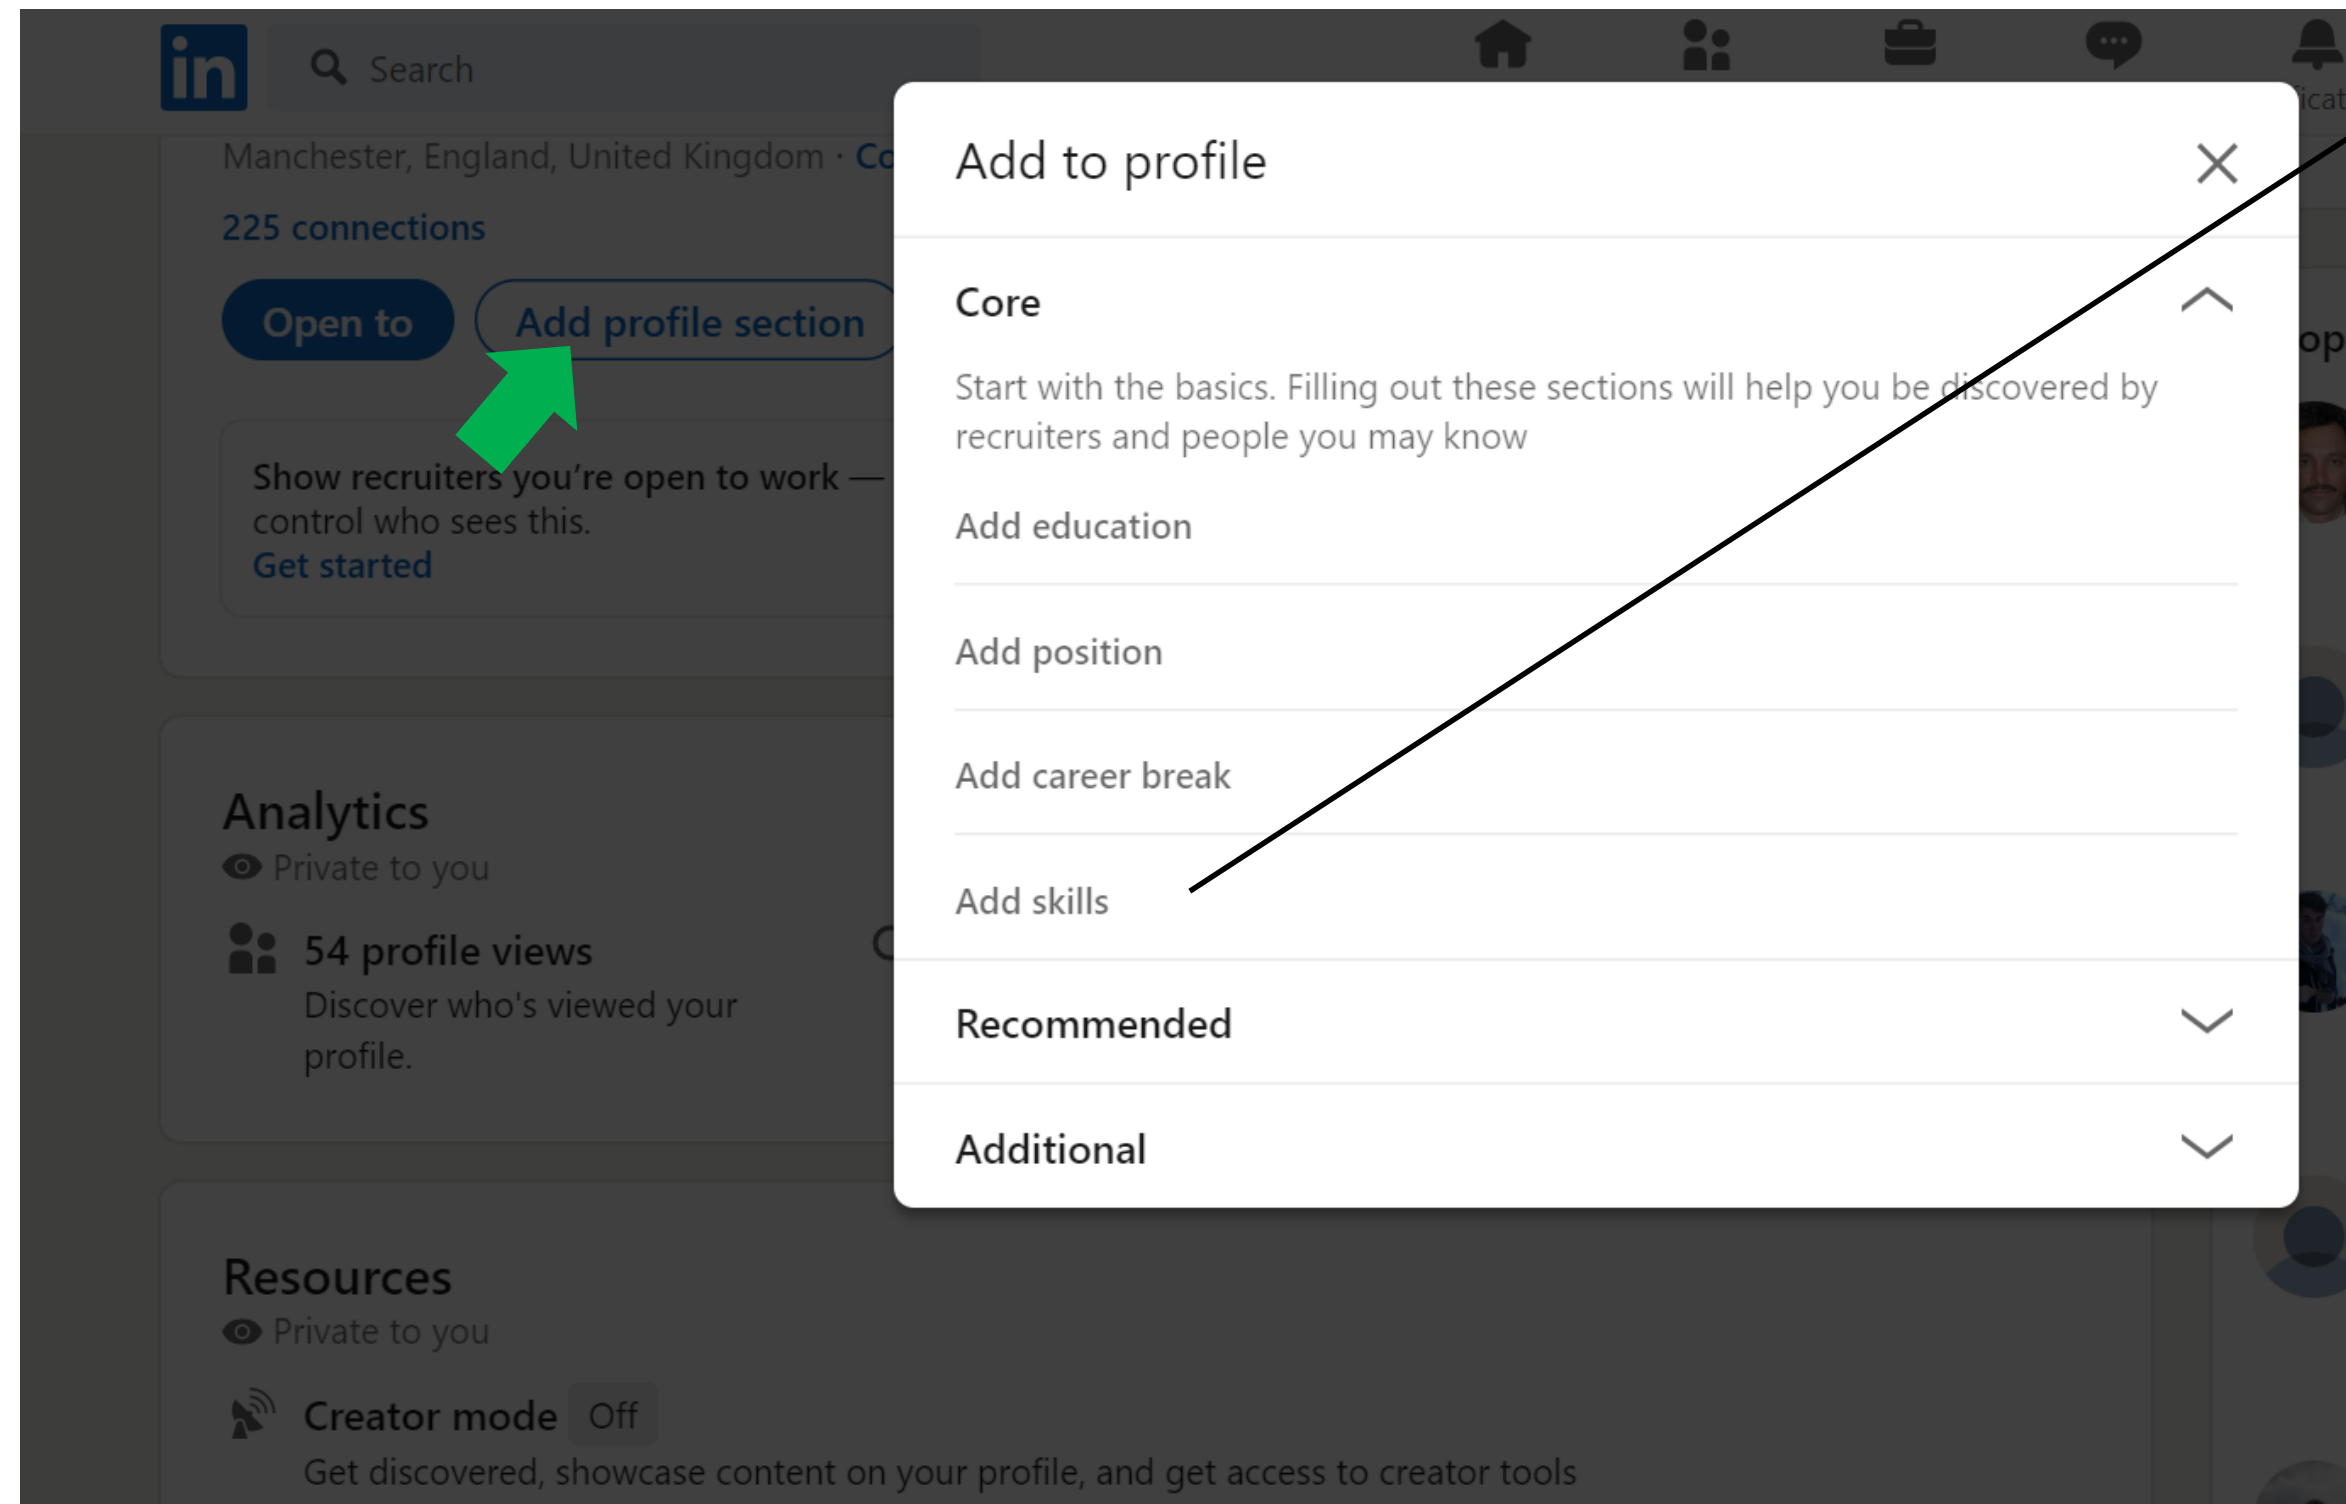 in
Search
icat
Manchester, England, United Kingdom · Co
225 connections
Open to
Add profile section
Show recruiters you're open to work —
control who sees this.
Get started
Analytics
Private to you
54 profile views
Discover who's viewed your
profile.
Resources
Private to you
Creator mode Off
Get discovered, showcase content on your profile, and get access to creator tools
Add to profile
Core
Start with the basics. Filling out these sections will help you be discovered by
recruiters and people you may know
Add education
Add position
Add career break
Add skills
Recommended
Additional
op